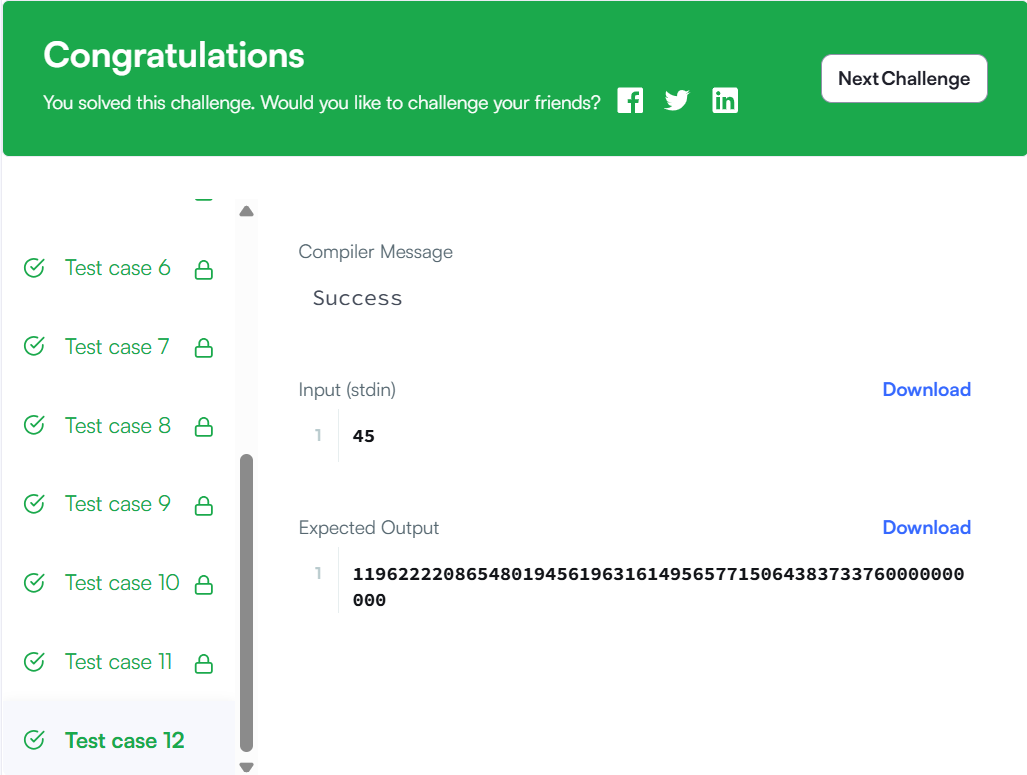 Congratulations
You solved this challenge. Would you like to challenge your friends?
Next Challenge
Test case 6
Test case 7
Test case 8
Test case 9
Test case 10
Test case 11
Test case 12
Compiler Message
Success
Input (stdin)
Download
1
45
Expected Output
Download
1
11962222086548019456196316149565771506438373376000000
0000